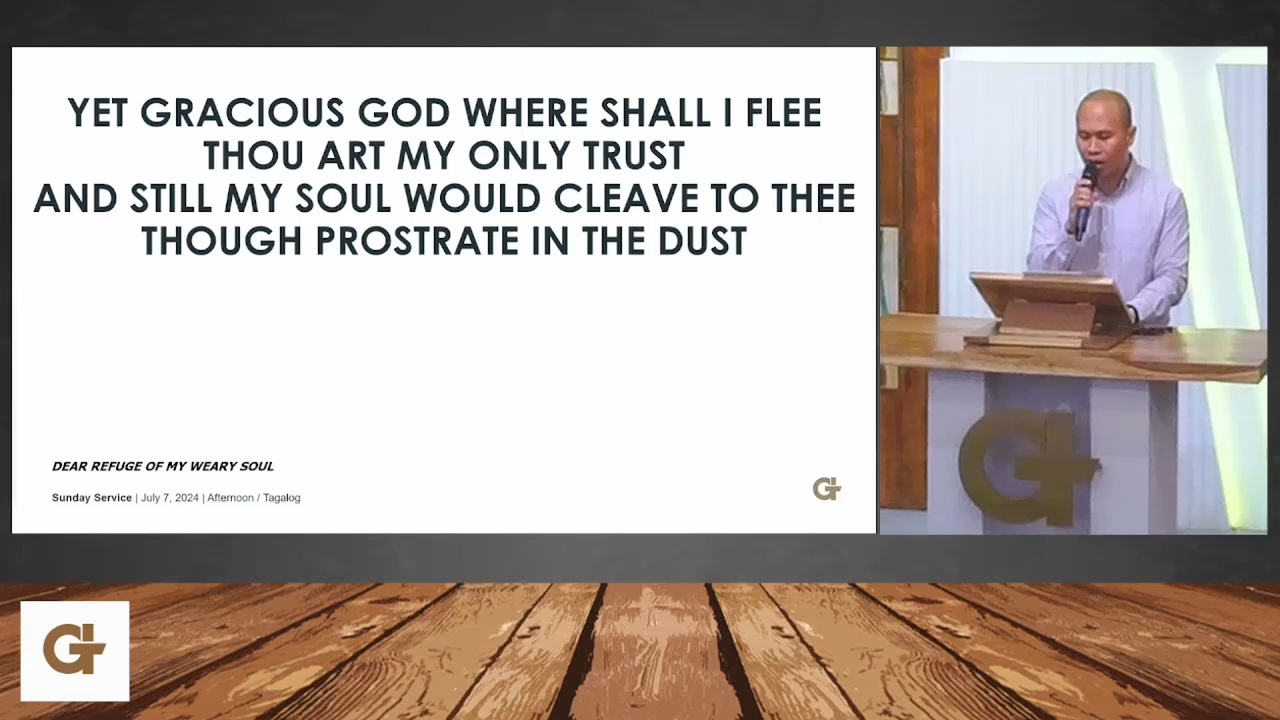 YET GRACIOUS GOD WHERE SHALL I FLEE
THOU ART MY ONLY TRUST
AND STILL MY SOUL WOULD CLEAVE TO THEE
THOUGH PROSTRATE IN THE DUST
DEAR REFUGE OF MY WEARY SOUL
Sunday Service | July 7, 2024 | Afternoon / Tagalog